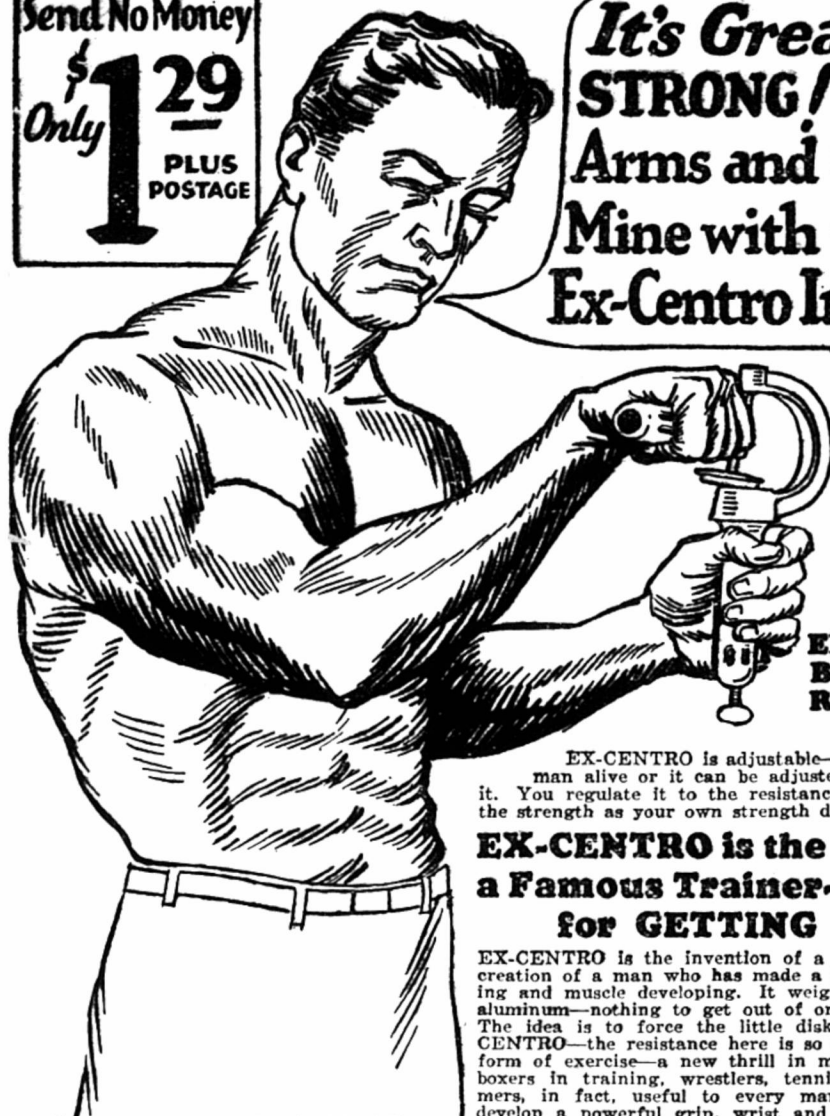 Send No Money
$
Only 1 29
PLUS
POSTAGE
It's Grea
STRONG!
Arms and
Mine with
Ex-Centro I
B
R
EX-CENTRO is adjustable—
man alive or it can be adjuste
it. You regulate it to the resistanc
the strength as your own strength d
EX-CENTRO is the
a Famous Trainer-
for GETTING
EX-CENTRO is the invention of a
creation of a man who has made a
ing and muscle developing. It weig
aluminum—nothing to get out of or
The idea is to force the little disk
CENTRO—the resistance here is so
form of exercise—a new thrill in m
boxers in training, wrestlers, tenni
mers, in fact, useful to every ma
develop a powerful grip, wrist and